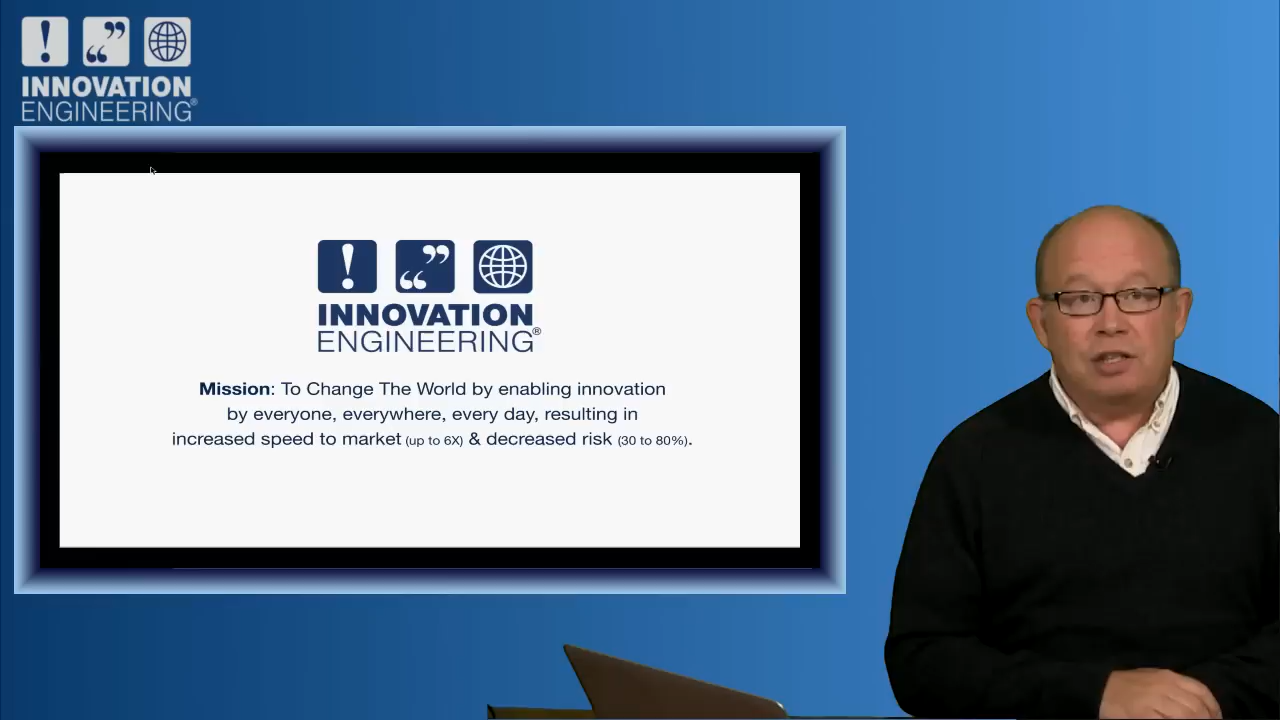 INNOVATION
ENGINEERING®
INNOVATION
ENGINEERING®
Mission: To Change The World by enabling innovation
by everyone, everywhere, every day, resulting in
increased speed to market (up to 6X) & decreased risk (30 to 80%).